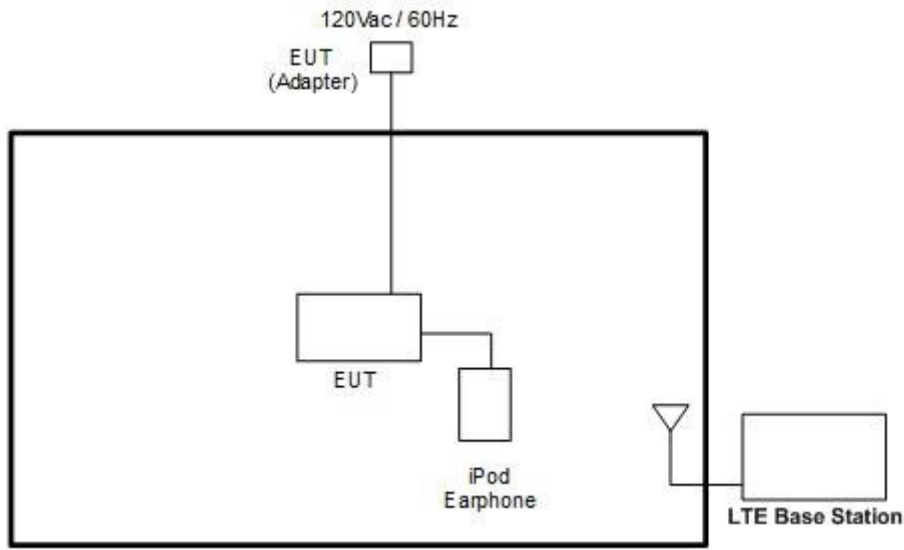 120Vac / 60Hz
EUT
(Adapter)
EUT
iPod
Earphone
LTE Base Station